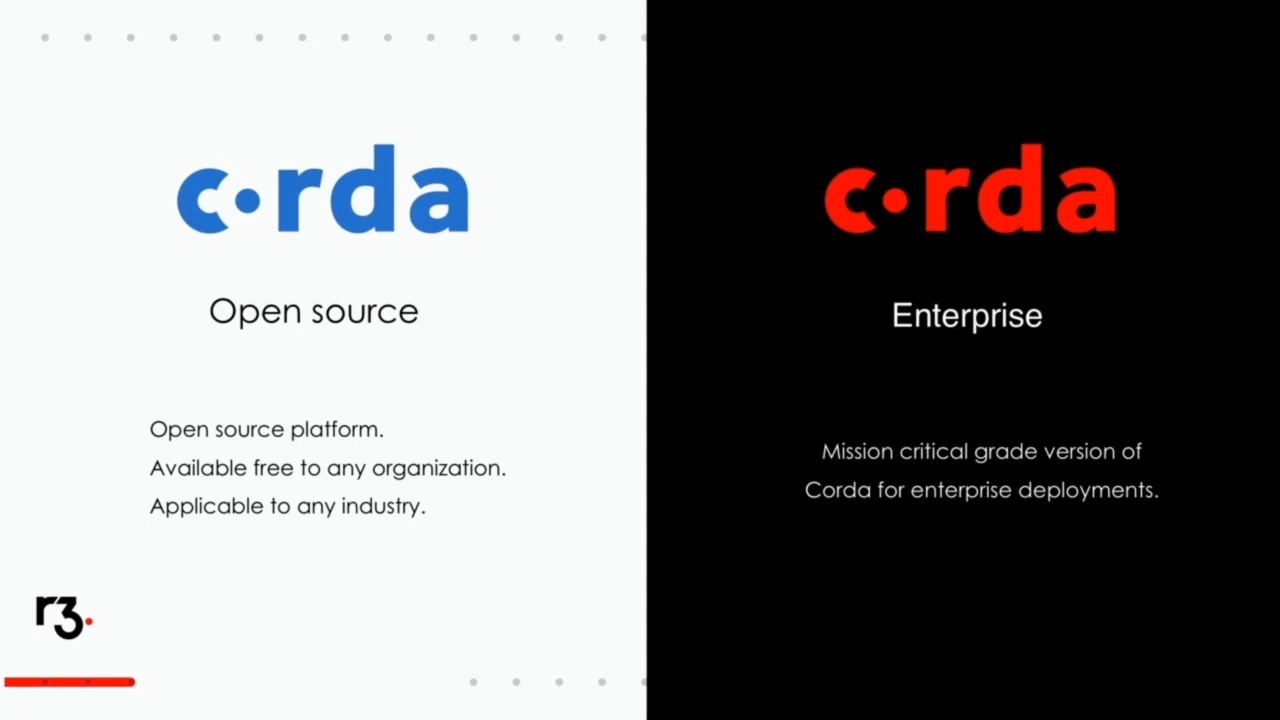 corda
Open source
Open source platform.
Available free to any organization.
Applicable to any industry.
r3.
corda
Enterprise
Mission critical grade version of
Corda for enterprise deployments.